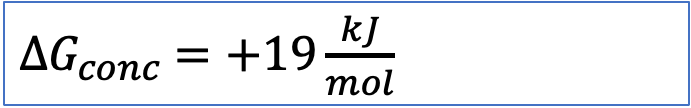 ΔG_conc = +19 kJ/mol